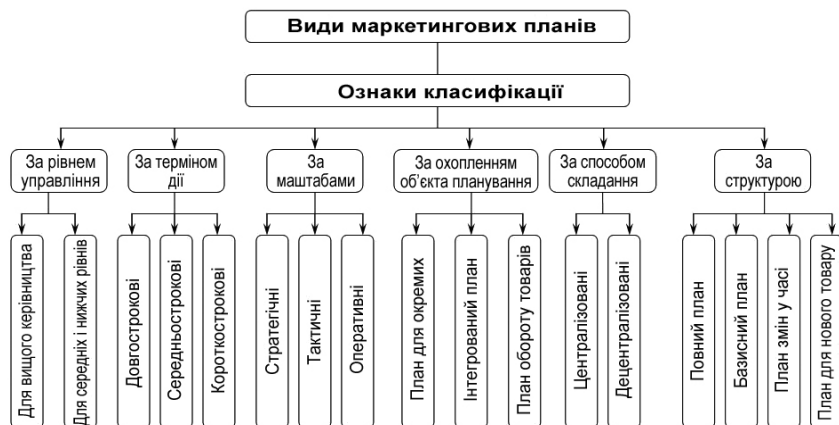 Види маркетингових планів
Ознаки класифікації
За рівнем
управління
За терміном
дії
За
маштабами
За охопленням
об’єкта планування
За способом
складання
За
структурою
Для вищого керівництва
Для середніх і нижчих рівнів
Довгострокові
Середньострокові
Короткострокові
Стратегічні
Тактичні
Оперативні
План для окремих
Інтегрований план
План обороту товарів
Централізовані
Децентралізовані
Повний план
Базисний план
План змін у часі
План для нового товару